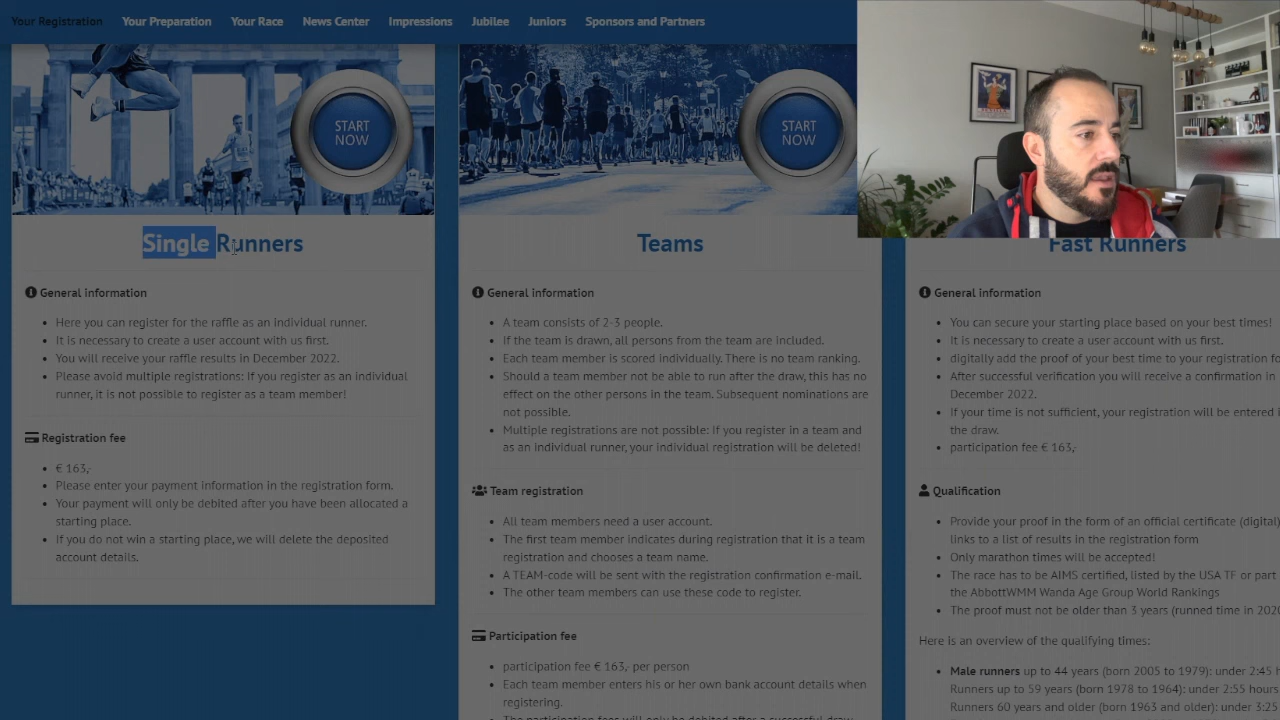 Your Registration Your Preparation Your Race News Center Impressions Jubilee Juniors Sponsors and Partners
START
NOW
Single Runners
General information
Here you can register for the raffle as an individual runner.
It is necessary to create a user account with us first.
You will receive your raffle results in December 2022.
Please avoid multiple registrations: If you register as an individual
runner, it is not possible to register as a team member!
Registration fee
€ 163,-
Please enter your payment information in the registration form.
Your payment will only be debited after you have been allocated a
starting place.
If you do not win a starting place, we will delete the deposited
account details.
START
NOW
Teams
General information
A team consists of 2-3 people.
If the team is drawn, all persons from the team are included.
Each team member is scored individually. There is no team ranking.
Should a team member not be able to run after the draw, this has no
effect on the other persons in the team. Subsequent nominations are
not possible.
Multiple registrations are not possible: If you register in a team and
as an individual runner, your individual registration will be deleted!
Team registration
All team members need a user account.
The first team member indicates during registration that it is a team
registration and chooses a team name.
A TEAM-code will be sent with the registration confirmation e-mail.
The other team members can use these code to register.
Participation fee
participation fee € 163,- per person
Each team member enters his or her own bank account details when
registering.
The participation fees will only be debited after a successful draw
Fast Runners
General information
You can secure your starting place based on your best times!
It is necessary to create a user account with us first.
digitally add the proof of your best time to your registration fo
After successful verification you will receive a confirmation in
December 2022.
If your time is not sufficient, your registration will be entered i
the draw.
participation fee € 163,-
Qualification
Provide your proof in the form of an official certificate (digital)
links to a list of results in the registration form
Only marathon times will be accepted!
The race has to be AIMS certified, listed by the USA TF or part
the AbbottWMM Wanda Age Group World Rankings
The proof must not be older than 3 years (runned time in 202
Here is an overview of the qualifying times:
Male runners up to 44 years (born 2005 to 1979): under 2:45 h
Runners up to 59 years (born 1978 to 1964): under 2:55 hours
Runners 60 years and older (born 1963 and older): under 3:25